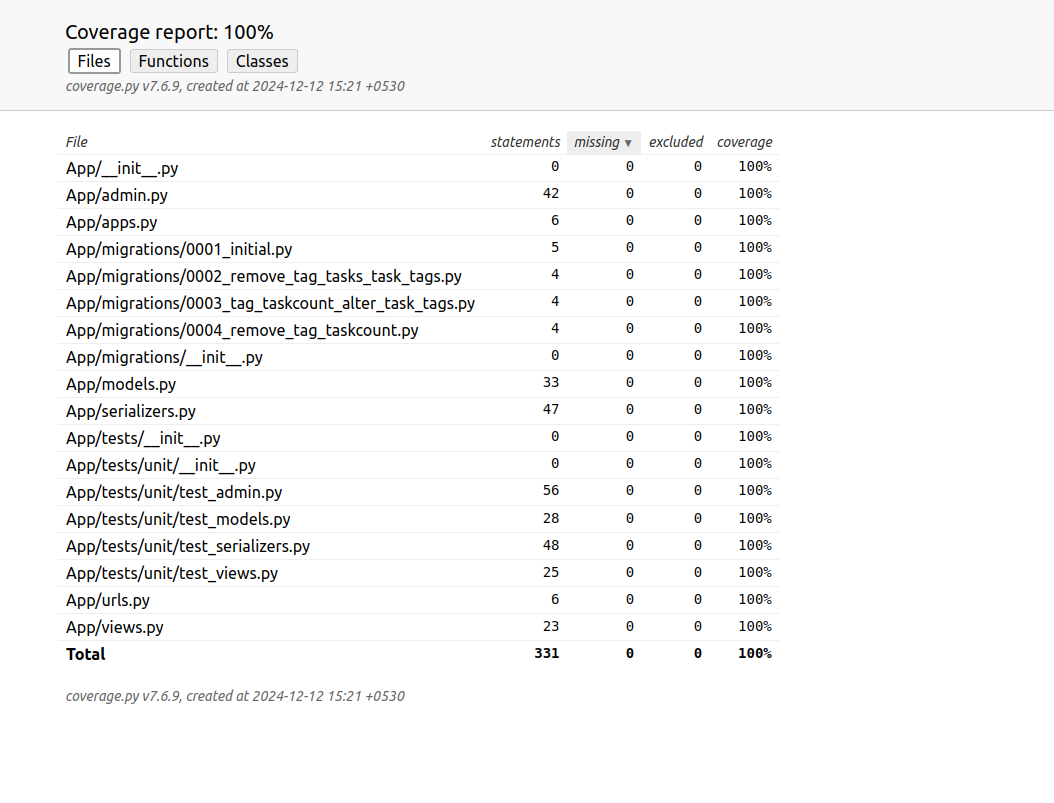 Coverage report: 100%
Files Functions Classes
coverage.py v7.6.9, created at 2024-12-12 15:21 +0530
File statements missing ▼ excluded coverage
App/__init__.py 0 0 0 100%
App/admin.py 42 0 0 100%
App/apps.py 6 0 0 100%
App/migrations/0001_initial.py 5 0 0 100%
App/migrations/0002_remove_tag_tasks_task_tags.py 4 0 0 100%
App/migrations/0003_tag_taskcount_alter_task_tags.py 4 0 0 100%
App/migrations/0004_remove_tag_taskcount.py 4 0 0 100%
App/migrations/__init__.py 0 0 0 100%
App/models.py 33 0 0 100%
App/serializers.py 47 0 0 100%
App/tests/__init__.py 0 0 0 100%
App/tests/unit/__init__.py 0 0 0 100%
App/tests/unit/test_admin.py 56 0 0 100%
App/tests/unit/test_models.py 28 0 0 100%
App/tests/unit/test_serializers.py 48 0 0 100%
App/tests/unit/test_views.py 25 0 0 100%
App/urls.py 6 0 0 100%
App/views.py 23 0 0 100%
Total 331 0 0 100%
coverage.py v7.6.9, created at 2024-12-12 15:21 +0530